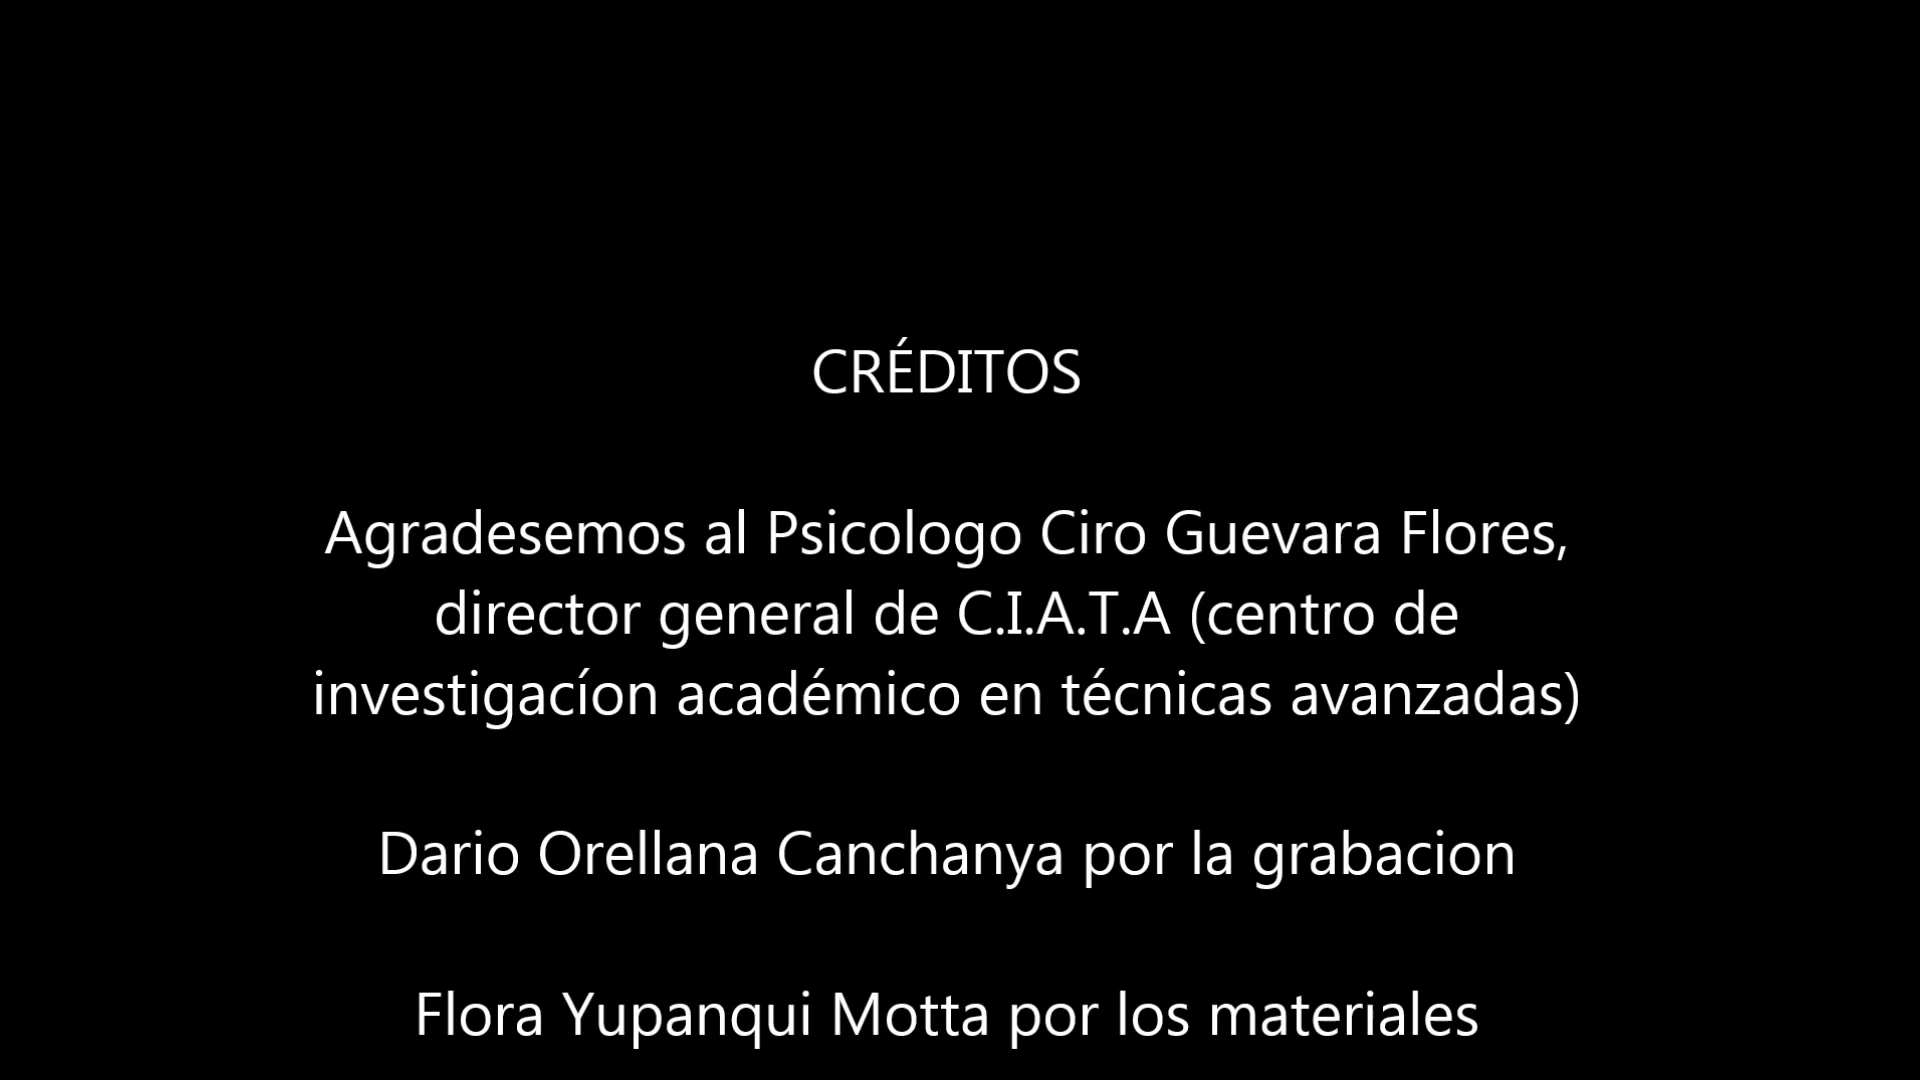 CRÉDITOS
Agradesemos al Psicologo Ciro Guevara Flores,
director general de C.I.A.T.A (centro de
investigacíon académico en técnicas avanzadas)
Dario Orellana Canchanya por la grabacion
Flora Yupanqui Motta por los materiales